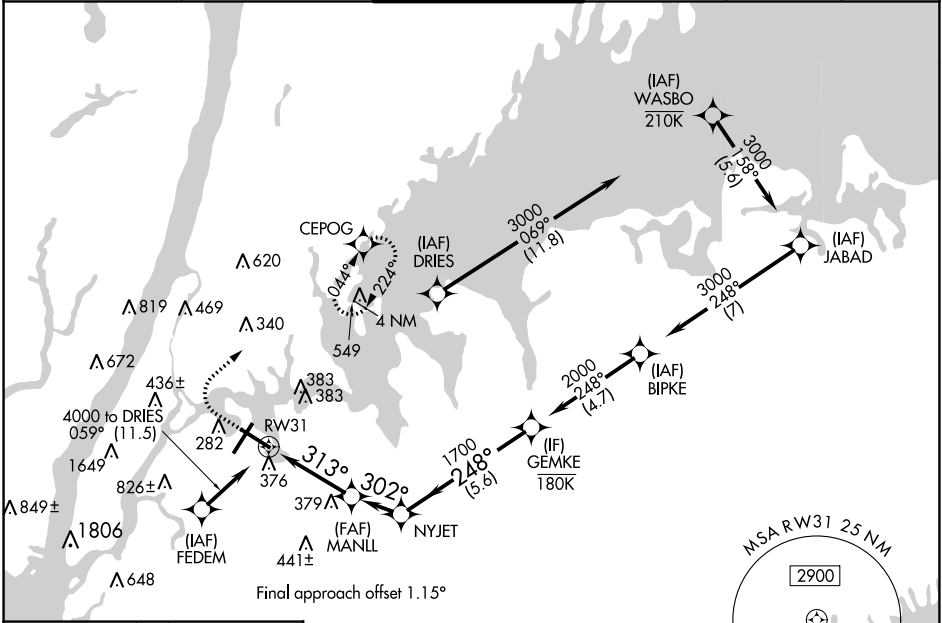 (IAF)
WASBO
210K
3000
158°
(5.6)
CEPOG
(IAF)
DRIES
3000
069°
(11.8)
(IAF)
JABAD
620
044°
224°
4 NM
549
3000
248°
(7)
819
469
340
672
(IAF)
BIPKE
2000
248°
(4.7)
436±
383
383
4000 to DRIES
059° (11.5)
282
RW31
(IF)
GEMKE
180K
1700
248°
(5.6)
1649
376
313°
302°
826±
379
849±
1806
(IAF)
FEDEM
(FAF)
MANLL
NYJET
441±
648
Final approach offset 1.15°
MSA RW31 25 NM
2900